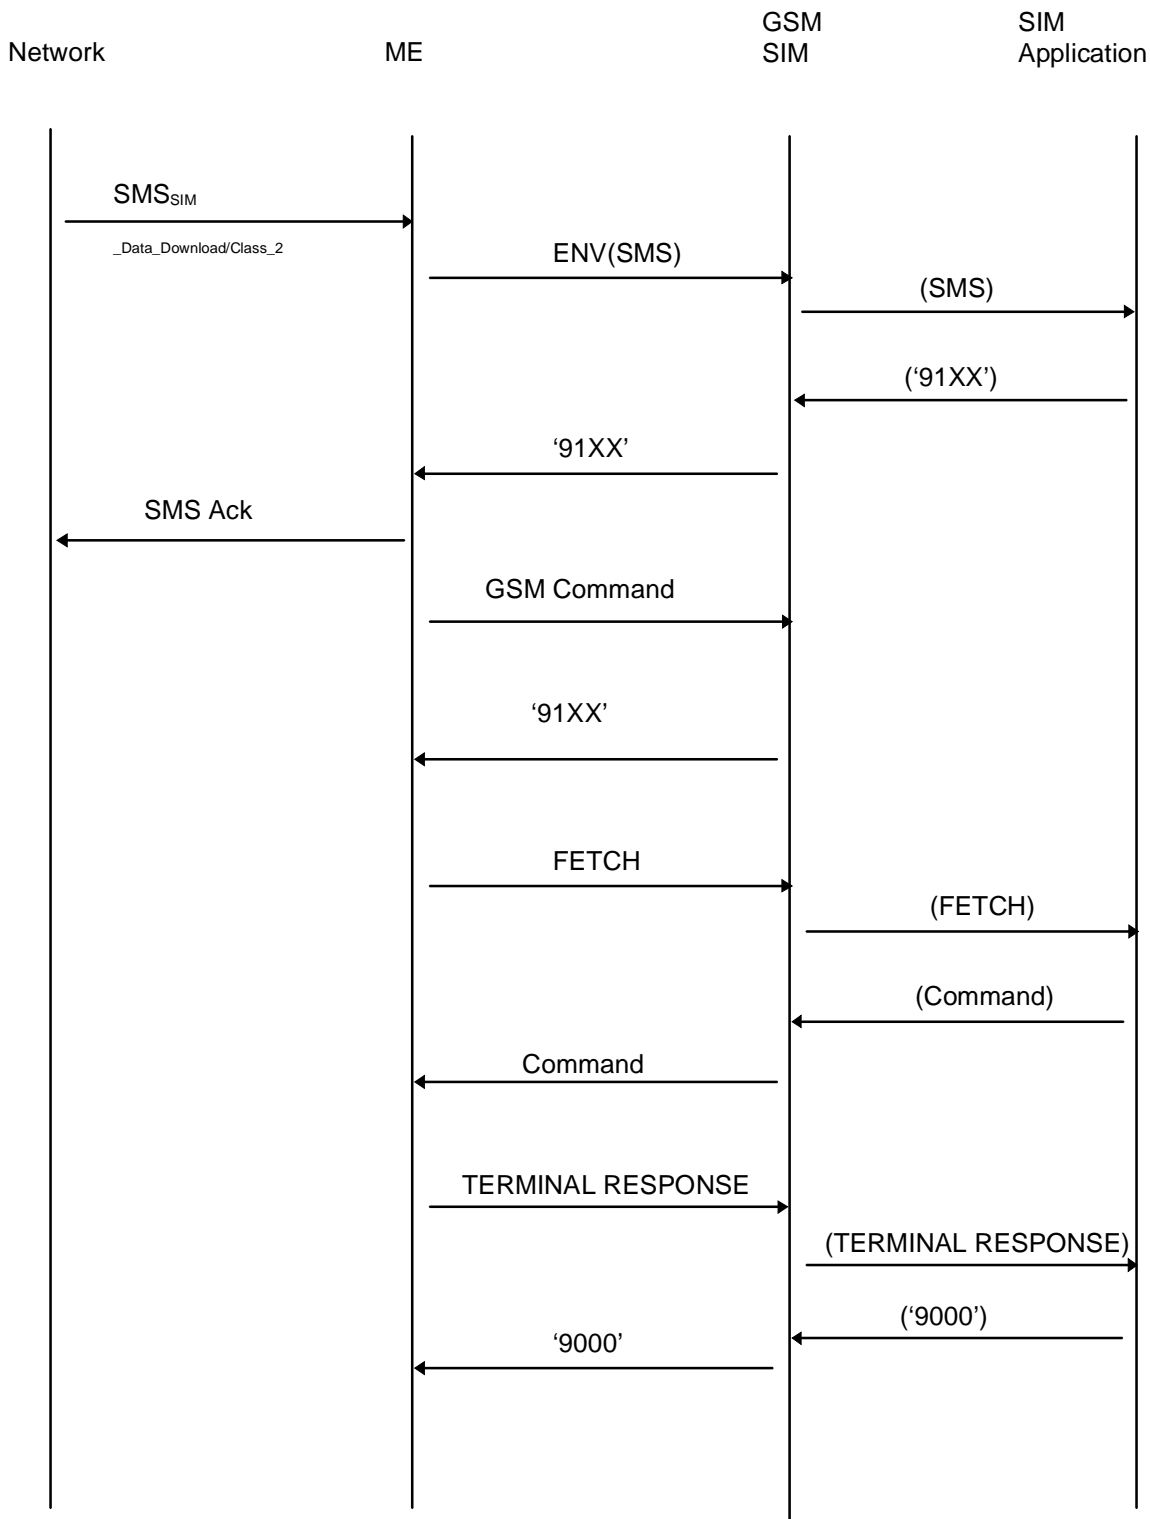 Network
ME
GSM
SIM
SIM
Application
SMSSIM
_Data_Download/Class_2
ENV(SMS)
(SMS)
(‘91XX’)
‘91XX’
SMS Ack
GSM Command
‘91XX’
FETCH
(FETCH)
(Command)
Command
TERMINAL RESPONSE
(TERMINAL RESPONSE)
(‘9000’)
‘9000’